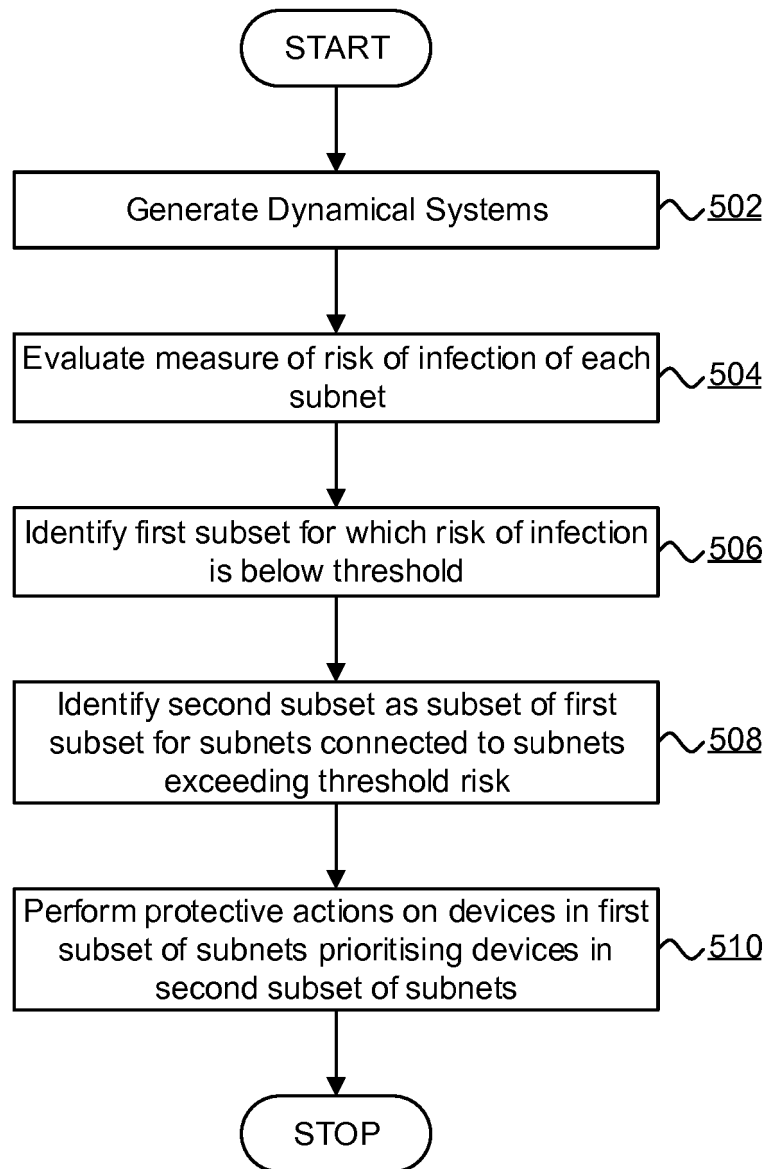 START
Generate Dynamical Systems
502
Evaluate measure of risk of infection of each
subnet
504
Identify first subset for which risk of infection
is below threshold
506
Identify second subset as subset of first
subset for subnets connected to subnets
exceeding threshold risk
508
Perform protective actions on devices in first
subset of subnets prioritising devices in
second subset of subnets
510
STOP